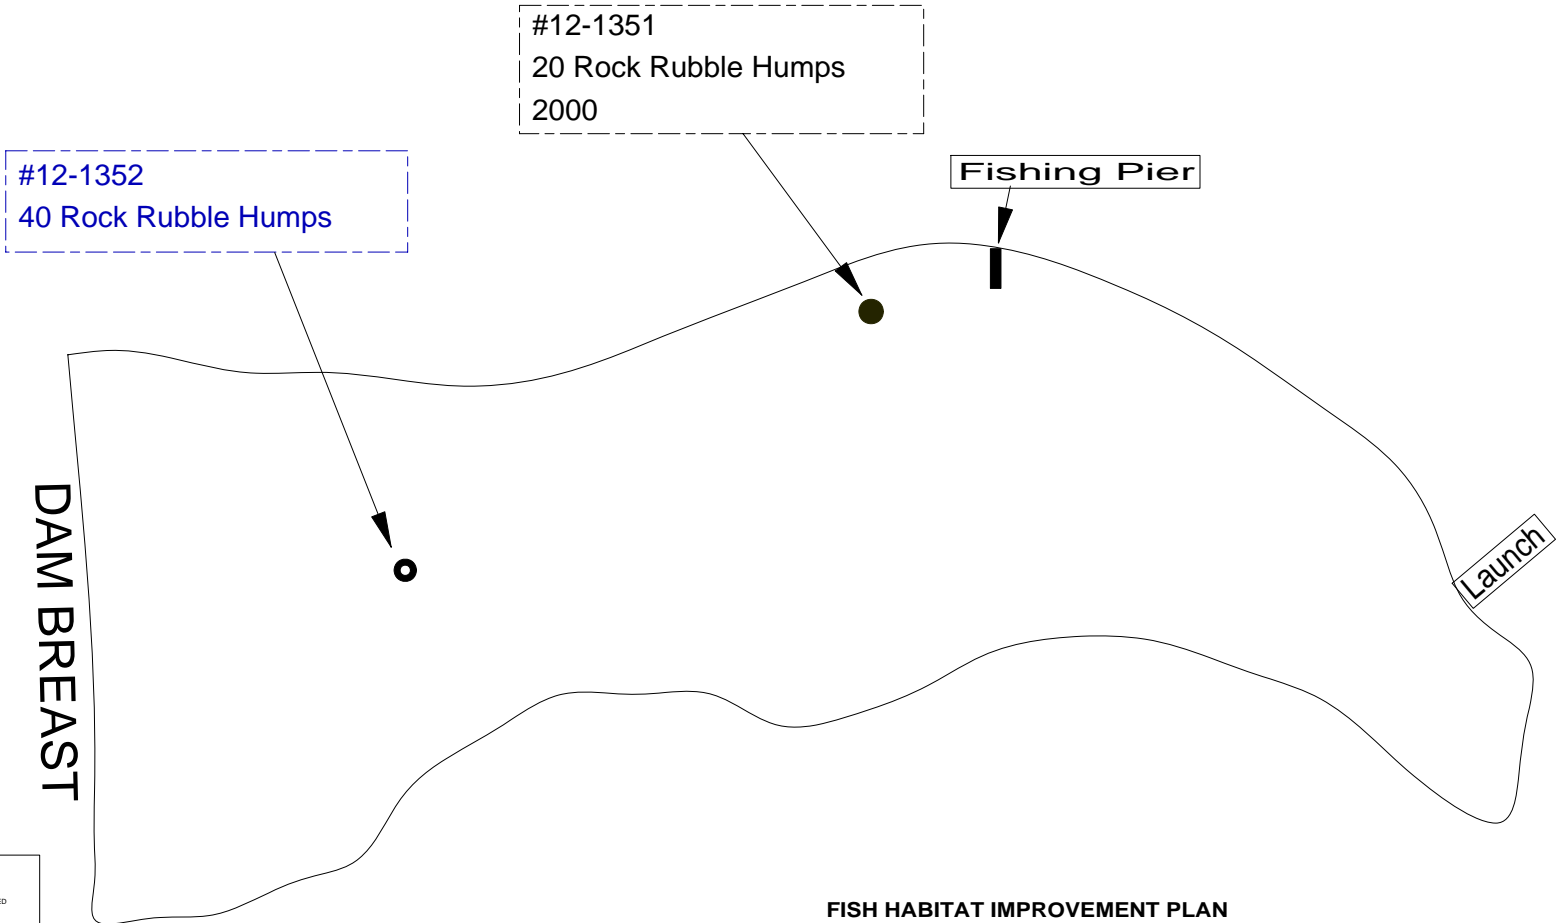 #12-1351
20 Rock Rubble Humps
2000
#12-1352
40 Rock Rubble Humps
Fishing Pier
DAM BREAST
Launch
FISH HABITAT IMPROVEMENT PLAN